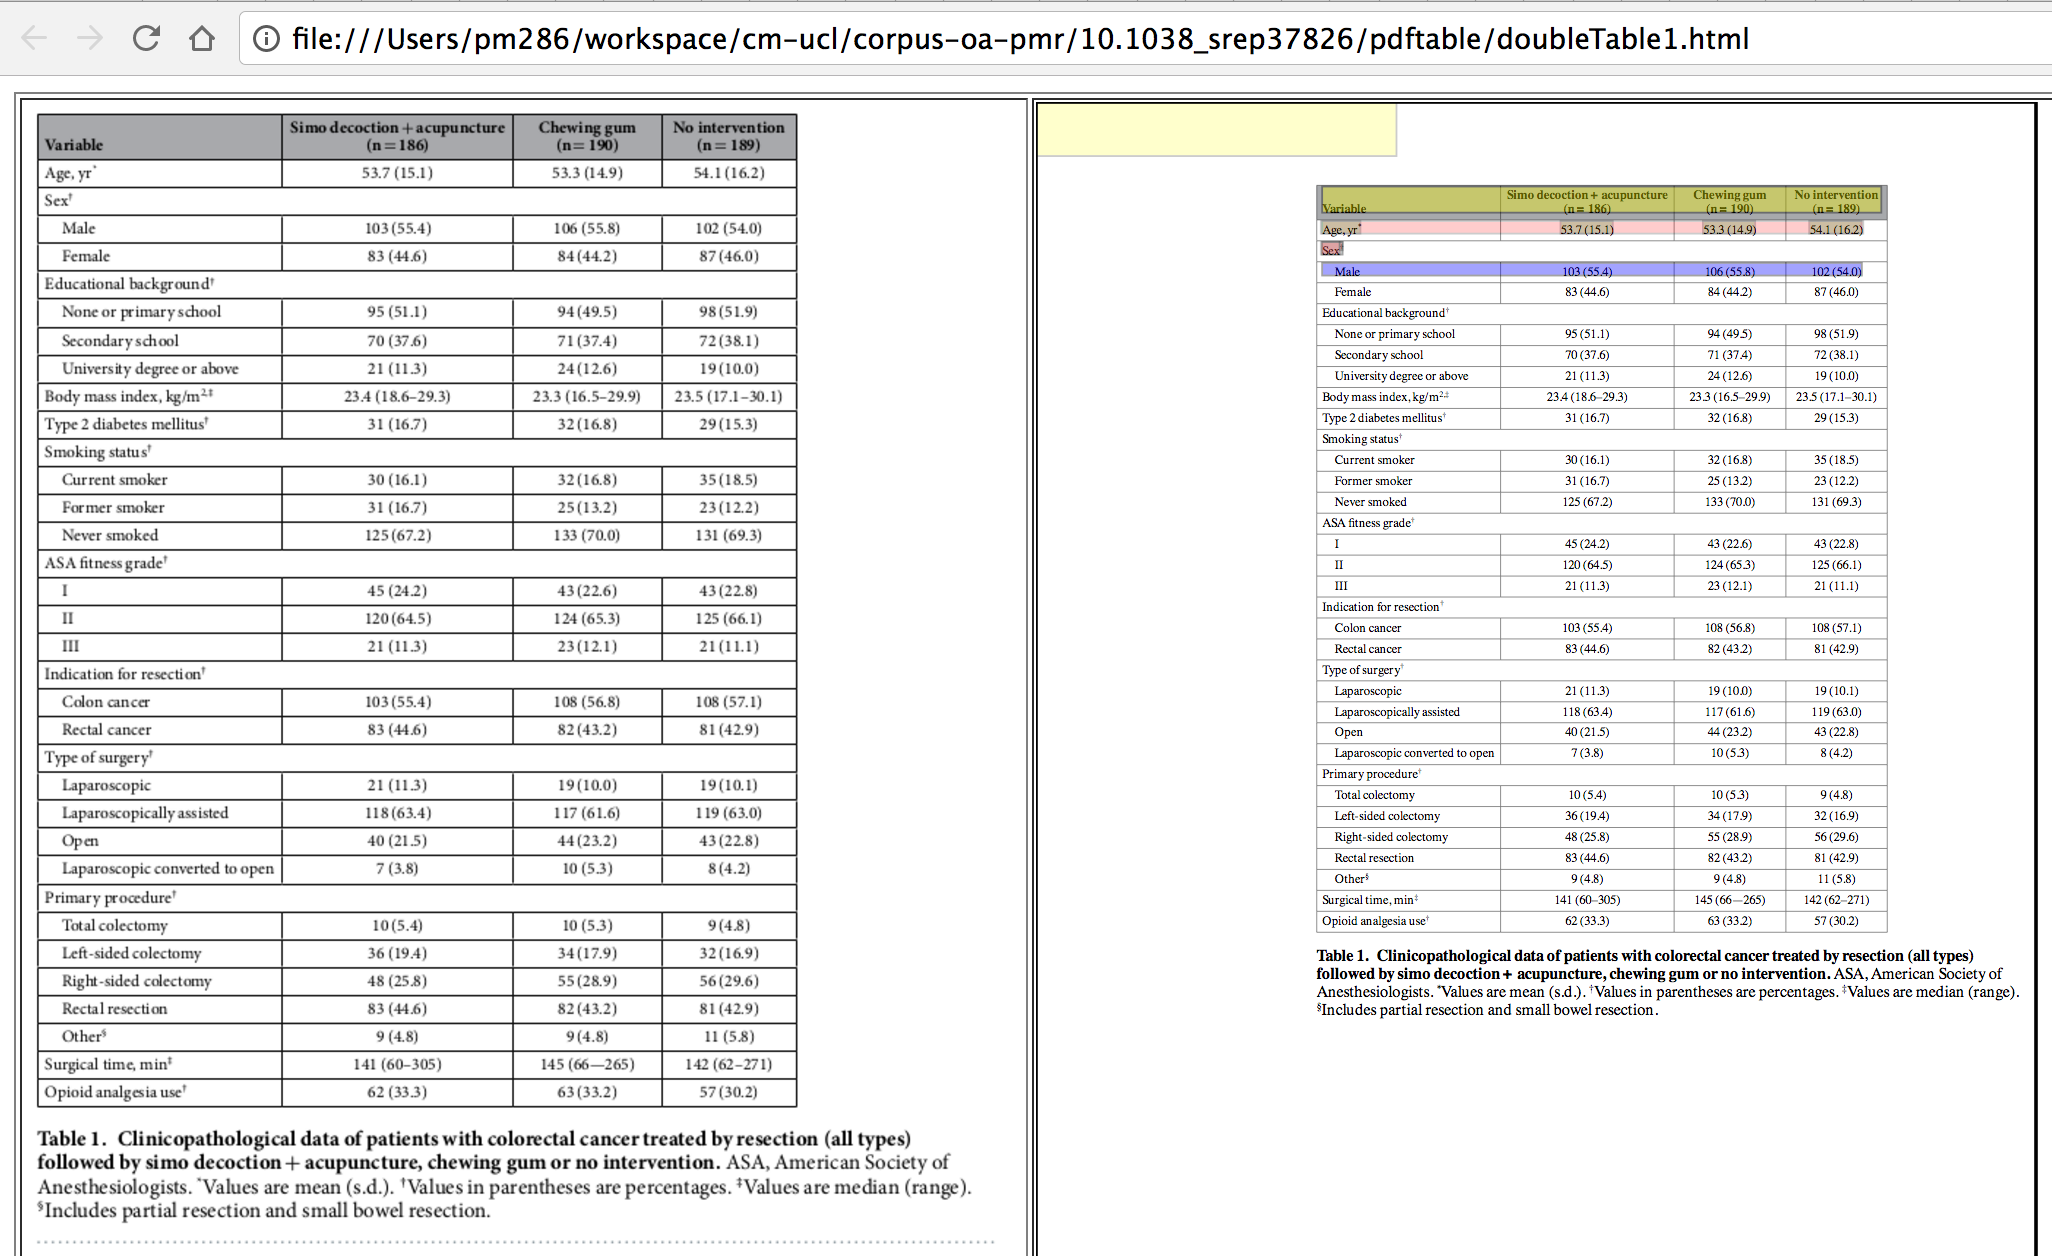 file:///Users/pm286/workspace/cm-ucl/corpus-oa-pmr/10.1038_srep37826/pdftable/doubleTable1.html
Variable Simo decoction + acupuncture (n = 186) Chewing gum (n = 190) No intervention (n = 189)
Age, yr* 53.7 (15.1) 53.3 (14.9) 54.1 (16.2)
Sex†
Male 103 (55.4) 106 (55.8) 102 (54.0)
Female 83 (44.6) 84 (44.2) 87 (46.0)
Educational background†
None or primary school 95 (51.1) 94 (49.5) 98 (51.9)
Secondary school 70 (37.6) 71 (37.4) 72 (38.1)
University degree or above 21 (11.3) 24 (12.6) 19 (10.0)
Body mass index, kg/m2,‡ 23.4 (18.6–29.3) 23.3 (16.5–29.9) 23.5 (17.1–30.1)
Type 2 diabetes mellitus† 31 (16.7) 32 (16.8) 29 (15.3)
Smoking status†
Current smoker 30 (16.1) 32 (16.8) 35 (18.5)
Former smoker 31 (16.7) 25 (13.2) 23 (12.2)
Never smoked 125 (67.2) 133 (70.0) 131 (69.3)
ASA fitness grade†
I 45 (24.2) 43 (22.6) 43 (22.8)
II 120 (64.5) 124 (65.3) 125 (66.1)
III 21 (11.3) 23 (12.1) 21 (11.1)
Indication for resection†
Colon cancer 103 (55.4) 108 (56.8) 108 (57.1)
Rectal cancer 83 (44.6) 82 (43.2) 81 (42.9)
Type of surgery†
Laparoscopic 21 (11.3) 19 (10.0) 19 (10.1)
Laparoscopically assisted 118 (63.4) 117 (61.6) 119 (63.0)
Open 40 (21.5) 44 (23.2) 43 (22.8)
Laparoscopic converted to open 7 (3.8) 10 (5.3) 8 (4.2)
Primary procedure†
Total colectomy 10 (5.4) 10 (5.3) 9 (4.8)
Left-sided colectomy 36 (19.4) 34 (17.9) 32 (16.9)
Right-sided colectomy 48 (25.8) 55 (28.9) 56 (29.6)
Rectal resection 83 (44.6) 82 (43.2) 81 (42.9)
Other§ 9 (4.8) 9 (4.8) 11 (5.8)
Surgical time, min‡ 141 (60–305) 145 (66—265) 142 (62–271)
Opioid analgesia use† 62 (33.3) 63 (33.2) 57 (30.2)
Table 1. Clinicopathological data of patients with colorectal cancer treated by resection (all types)
followed by simo decoction + acupuncture, chewing gum or no intervention. ASA, American Society of
Anesthesiologists. *Values are mean (s.d.). †Values in parentheses are percentages. ‡Values are median (range).
§Includes partial resection and small bowel resection.
Variable Simo decoction + acupuncture (n = 186) Chewing gum (n = 190) No intervention (n = 189)
Age, yr* 53.7 (15.1) 53.3 (14.9) 54.1 (16.2)
Sex†
Male 103 (55.4) 106 (55.8) 102 (54.0)
Female 83 (44.6) 84 (44.2) 87 (46.0)
Educational background†
None or primary school 95 (51.1) 94 (49.5) 98 (51.9)
Secondary school 70 (37.6) 71 (37.4) 72 (38.1)
University degree or above 21 (11.3) 24 (12.6) 19 (10.0)
Body mass index, kg/m2,‡ 23.4 (18.6–29.3) 23.3 (16.5–29.9) 23.5 (17.1–30.1)
Type 2 diabetes mellitus† 31 (16.7) 32 (16.8) 29 (15.3)
Smoking status†
Current smoker 30 (16.1) 32 (16.8) 35 (18.5)
Former smoker 31 (16.7) 25 (13.2) 23 (12.2)
Never smoked 125 (67.2) 133 (70.0) 131 (69.3)
ASA fitness grade†
I 45 (24.2) 43 (22.6) 43 (22.8)
II 120 (64.5) 124 (65.3) 125 (66.1)
III 21 (11.3) 23 (12.1) 21 (11.1)
Indication for resection†
Colon cancer 103 (55.4) 108 (56.8) 108 (57.1)
Rectal cancer 83 (44.6) 82 (43.2) 81 (42.9)
Type of surgery†
Laparoscopic 21 (11.3) 19 (10.0) 19 (10.1)
Laparoscopically assisted 118 (63.4) 117 (61.6) 119 (63.0)
Open 40 (21.5) 44 (23.2) 43 (22.8)
Laparoscopic converted to open 7 (3.8) 10 (5.3) 8 (4.2)
Primary procedure†
Total colectomy 10 (5.4) 10 (5.3) 9 (4.8)
Left-sided colectomy 36 (19.4) 34 (17.9) 32 (16.9)
Right-sided colectomy 48 (25.8) 55 (28.9) 56 (29.6)
Rectal resection 83 (44.6) 82 (43.2) 81 (42.9)
Other§ 9 (4.8) 9 (4.8) 11 (5.8)
Surgical time, min‡ 141 (60–305) 145 (66—265) 142 (62–271)
Opioid analgesia use† 62 (33.3) 63 (33.2) 57 (30.2)
Table 1. Clinicopathological data of patients with colorectal cancer treated by resection (all types)
followed by simo decoction + acupuncture, chewing gum or no intervention. ASA, American Society of
Anesthesiologists. *Values are mean (s.d.). †Values in parentheses are percentages. ‡Values are median (range).
§Includes partial resection and small bowel resection.